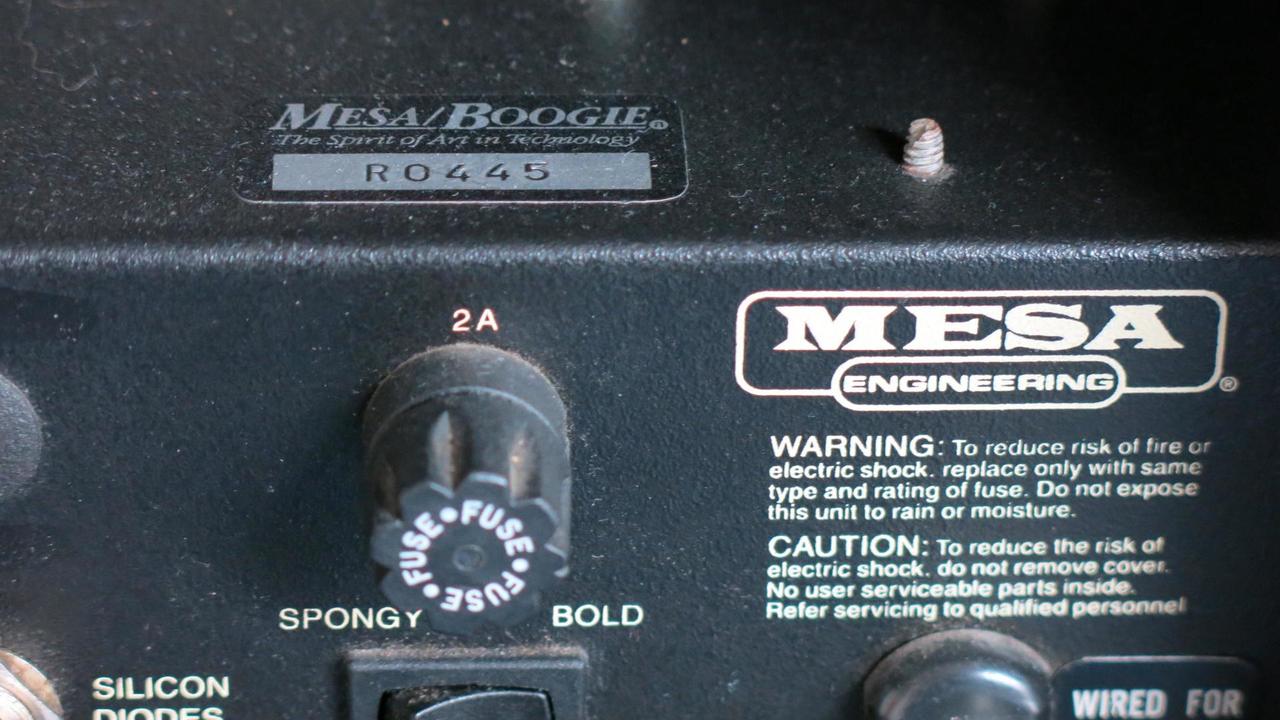 MESA/BOOGIE®
The Spirit of Art in Technology
R0445
2A
MESA
ENGINEERING®
WARNING: To reduce risk of fire or
electric shock. replace only with same
type and rating of fuse. Do not expose
this unit to rain or moisture.
CAUTION: To reduce the risk of
electric shock. do not remove cover.
No user serviceable parts inside.
Refer servicing to qualified personnel
FUSE•FUSE•FUSE•FUSE•
SPONGY
BOLD
SILICON
DIODES
WIRED FOR